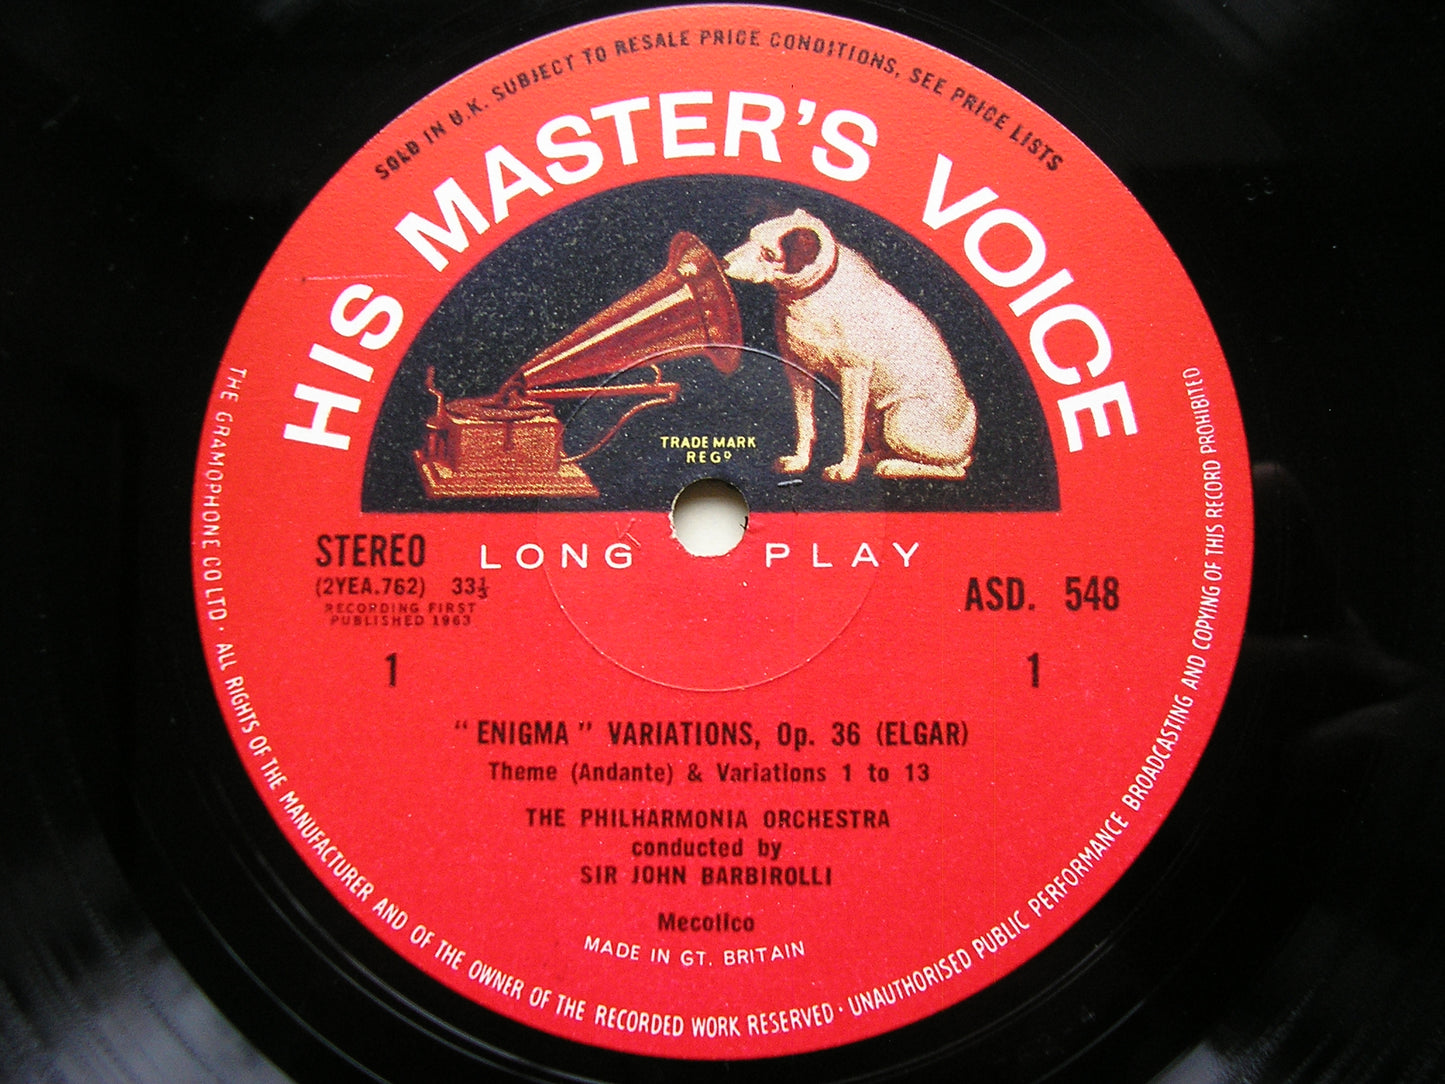 SOLD IN U.K. SUBJECT TO RESALE PRICE CONDITIONS, SEE PRICE LISTS
HIS MASTER'S VOICE
TRADE MARK
REGD
STEREO
LONG PLAY
(2YEA.762) 33⅓
ASD. 548
RECORDING FIRST
PUBLISHED 1963
1
1
"ENIGMA" VARIATIONS, Op. 36 (ELGAR)
Theme (Andante) & Variations 1 to 13
THE PHILHARMONIA ORCHESTRA
conducted by
SIR JOHN BARBIROLLI
Mecolico
MADE IN GT. BRITAIN
THE GRAMOPHONE CO LTD · ALL RIGHTS OF THE MANUFACTURER AND OF THE OWNER OF THE RECORDED WORK RESERVED · UNAUTHORISED PUBLIC PERFORMANCE BROADCASTING AND COPYING OF THIS RECORD PROHIBITED